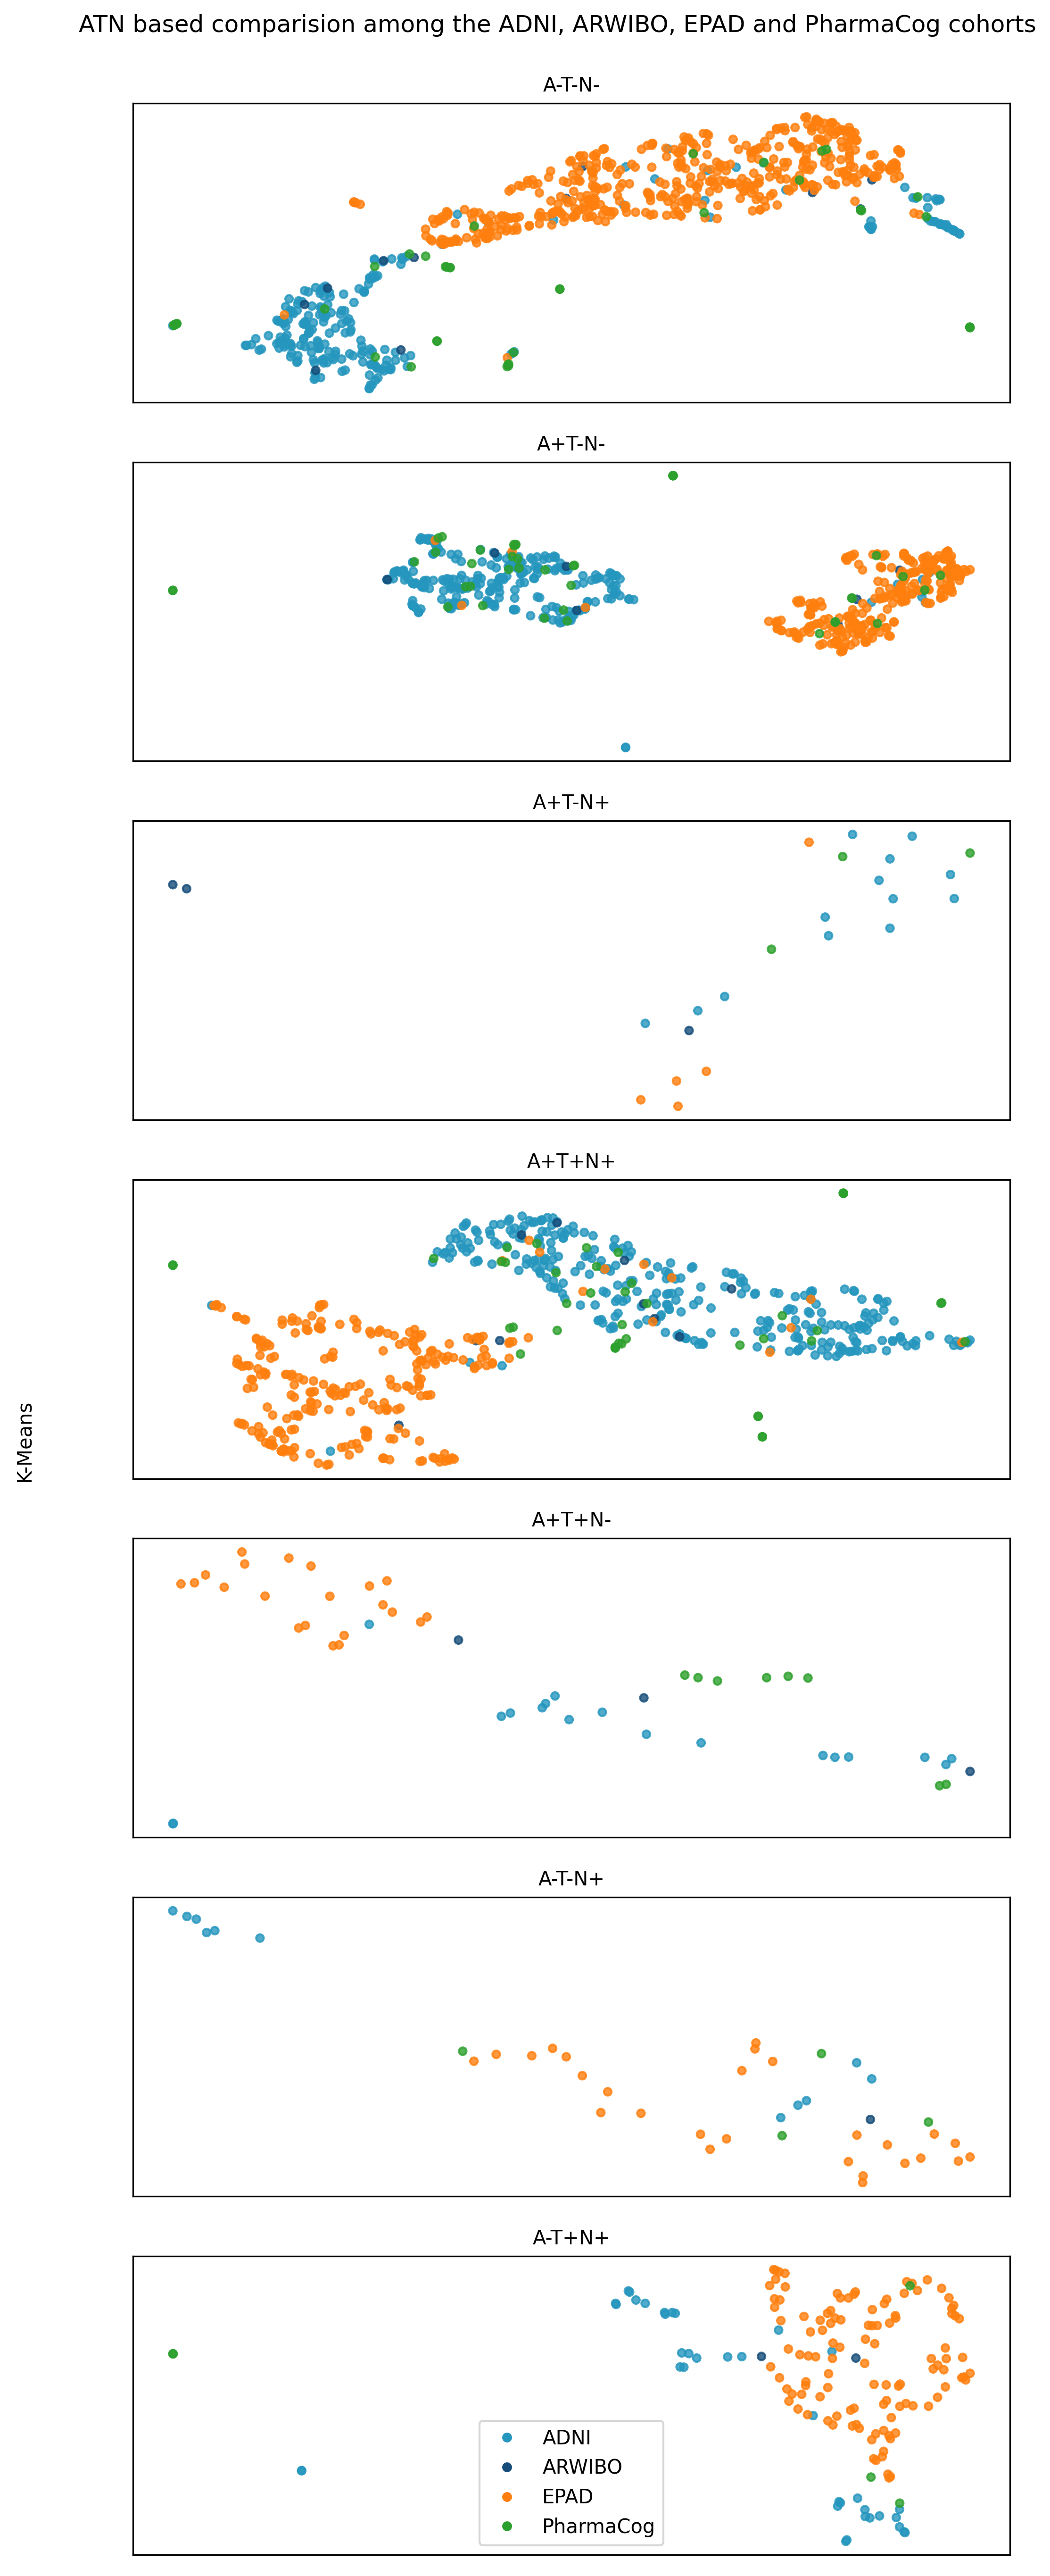 ATN based comparision among the ADNI, ARWIBO, EPAD and PharmaCog cohorts
A-T-N-
A+T-N-
A+T-N+
A+T+N+
K-Means
A+T+N-
A-T-N+
A-T+N+
ADNI
ARWIBO
EPAD
PharmaCog